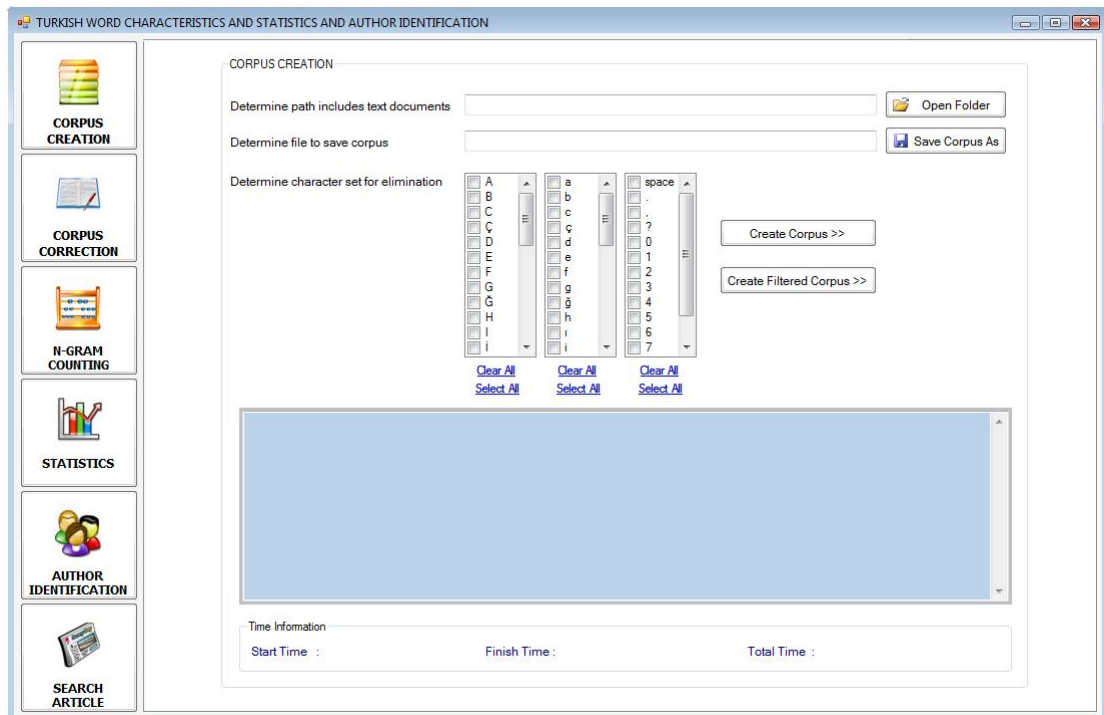 TURKISH WORD CHARACTERISTICS AND STATISTICS AND AUTHOR IDENTIFICATION
CORPUS
CREATION
CORPUS
CORRECTION
N-GRAM
COUNTING
STATISTICS
AUTHOR
IDENTIFICATION
SEARCH
ARTICLE
CORPUS CREATION
Determine path includes text documents
Open Folder
Determine file to save corpus
Save Corpus As
Determine character set for elimination
A
B
C
Ç
D
E
F
G
Ğ
H
I
İ
Clear All
Select All
a
b
c
ç
d
e
f
g
ğ
h
ı
i
Clear All
Select All
space
.
,
?
0
1
2
3
4
5
6
7
Clear All
Select All
Create Corpus >>
Create Filtered Corpus >>
Time Information
Start Time :
Finish Time :
Total Time :